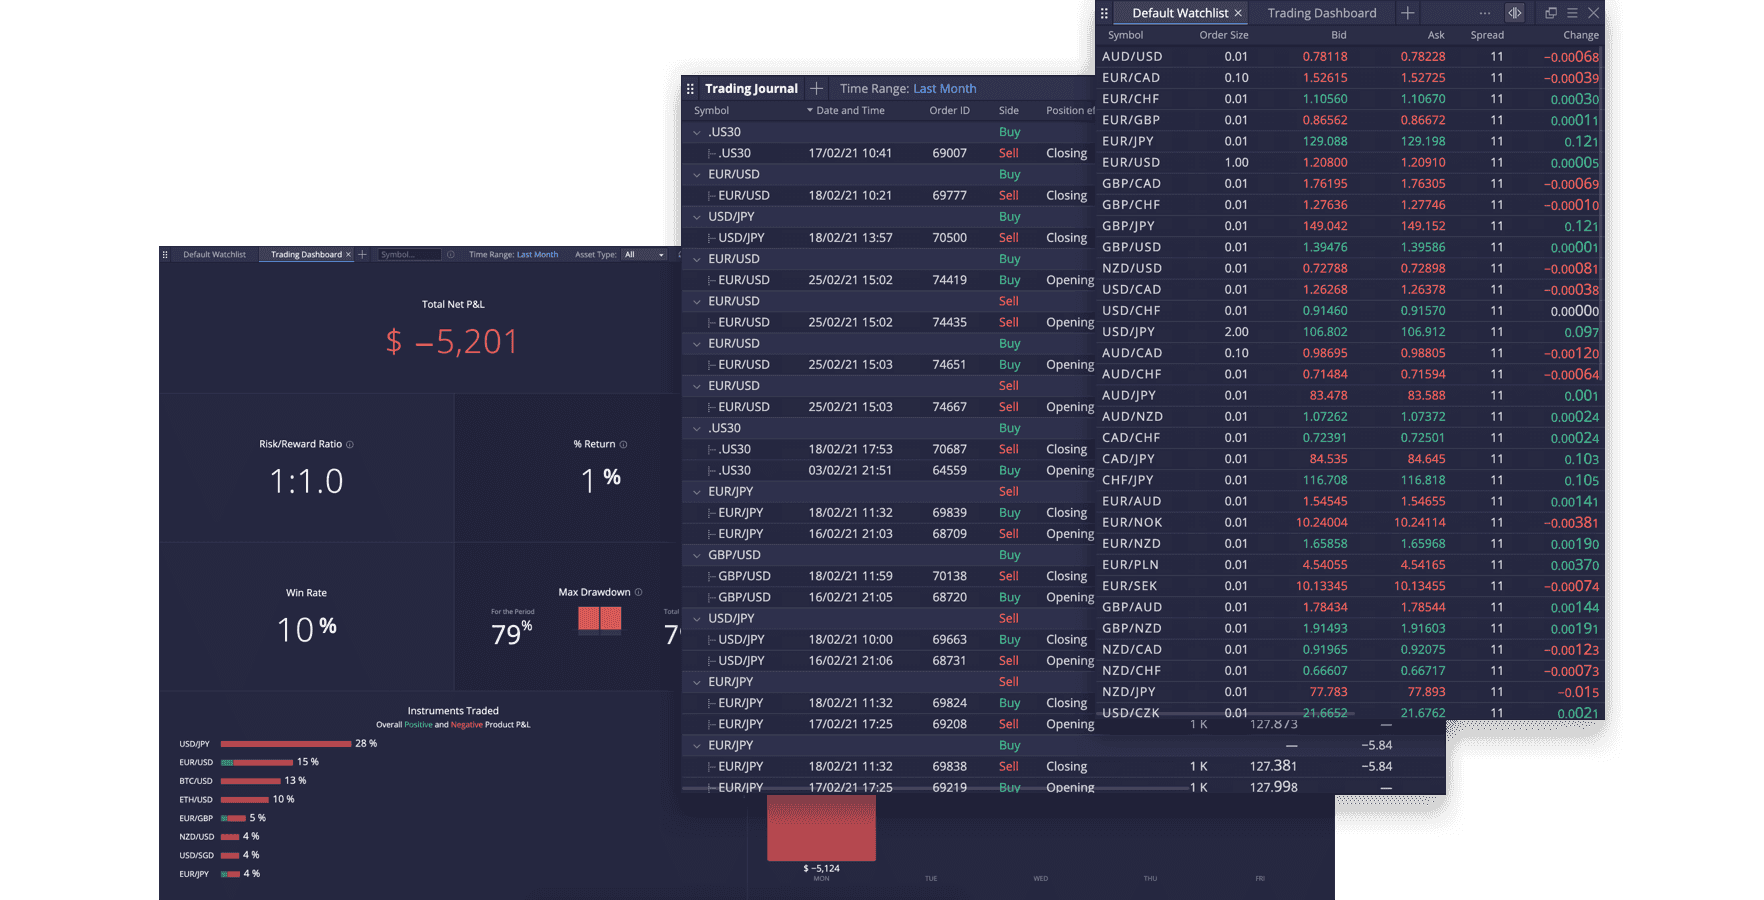 Default Watchlist × Trading Dashboard + ...
Symbol Order Size Bid Ask Spread Change
AUD/USD 0.01 0.78118 0.78228 11 −0.00068
EUR/CAD 0.10 1.52615 1.52725 11 −0.00039
EUR/CHF 0.01 1.10560 1.10670 11 0.00030
EUR/GBP 0.01 0.86562 0.86672 11 0.00011
EUR/JPY 0.01 129.088 129.198 11 0.121
EUR/USD 1.00 1.20800 1.20910 11 0.00005
GBP/CAD 0.01 1.76195 1.76305 11 −0.00069
GBP/CHF 0.01 1.27636 1.27746 11 −0.00010
GBP/JPY 0.01 149.042 149.152 11 0.121
GBP/USD 0.01 1.39476 1.39586 11 0.00001
NZD/USD 0.01 0.72788 0.72898 11 −0.00081
USD/CAD 0.01 1.26268 1.26378 11 −0.00038
USD/CHF 0.01 0.91460 0.91570 11 0.00000
USD/JPY 2.00 106.802 106.912 11 0.097
AUD/CAD 0.10 0.98695 0.98805 11 −0.00120
AUD/CHF 0.01 0.71484 0.71594 11 −0.00064
AUD/JPY 0.01 83.478 83.588 11 0.001
AUD/NZD 0.01 1.07262 1.07372 11 0.00024
CAD/CHF 0.01 0.72391 0.72501 11 0.00024
CAD/JPY 0.01 84.535 84.645 11 0.103
CHF/JPY 0.01 116.708 116.818 11 0.105
EUR/AUD 0.01 1.54545 1.54655 11 0.00141
EUR/NOK 0.01 10.24004 10.24114 11 −0.00381
EUR/NZD 0.01 1.65858 1.65968 11 0.00190
EUR/PLN 0.01 4.54055 4.54165 11 0.00370
EUR/SEK 0.01 10.13345 10.13455 11 −0.00074
GBP/AUD 0.01 1.78434 1.78544 11 0.00144
GBP/NZD 0.01 1.91493 1.91603 11 0.00191
NZD/CAD 0.01 0.91965 0.92075 11 −0.00123
NZD/CHF 0.01 0.66607 0.66717 11 −0.00073
NZD/JPY 0.01 77.783 77.893 11 −0.015
USD/CZK 0.01 21.6652 21.6762 11 0.0021
Trading Journal + Time Range: Last Month
Symbol Date and Time Order ID Side Position ef
.US30 Buy
.US30 17/02/21 10:41 69007 Sell Closing
EUR/USD Buy
EUR/USD 18/02/21 10:21 69777 Sell Closing
USD/JPY Buy
USD/JPY 18/02/21 13:57 70500 Sell Closing
EUR/USD Buy
EUR/USD 25/02/21 15:02 74419 Buy Opening
EUR/USD Sell
EUR/USD 25/02/21 15:02 74435 Sell Opening
EUR/USD Buy
EUR/USD 25/02/21 15:03 74651 Buy Opening
EUR/USD Sell
EUR/USD 25/02/21 15:03 74667 Sell Opening
.US30 Buy
.US30 18/02/21 17:53 70687 Sell Closing
.US30 03/02/21 21:51 64559 Buy Opening
EUR/JPY Sell
EUR/JPY 18/02/21 11:32 69839 Buy Closing
EUR/JPY 16/02/21 21:03 68709 Sell Opening
GBP/USD Buy
GBP/USD 18/02/21 11:59 70138 Sell Closing
GBP/USD 16/02/21 21:05 68720 Buy Opening
USD/JPY Sell
USD/JPY 18/02/21 10:00 69663 Buy Closing
USD/JPY 16/02/21 21:06 68731 Sell Opening
EUR/JPY Sell
EUR/JPY 18/02/21 11:32 69824 Buy Closing
EUR/JPY 17/02/21 17:25 69208 Sell Opening 1 K 127.873 —
EUR/JPY Buy — −5.84
EUR/JPY 18/02/21 11:32 69838 Sell Closing 1 K 127.381 −5.84
EUR/JPY 17/02/21 17:25 69219 Buy Opening 1 K 127.998 —
Default Watchlist Trading Dashboard × + Symbol... Time Range: Last Month Asset Type: All
Total Net P&L
$ −5,201
Risk/Reward Ratio
1:1.0
% Return
1 %
Win Rate
10 %
Max Drawdown
For the Period
79%
Total
Instruments Traded
Overall Positive and Negative Product P&L
USD/JPY 28 %
EUR/USD 15 %
BTC/USD 13 %
ETH/USD 10 %
EUR/GBP 5 %
NZD/USD 4 %
USD/SGD 4 %
EUR/JPY 4 %
$ −5,124
MON TUE WED THU FRI